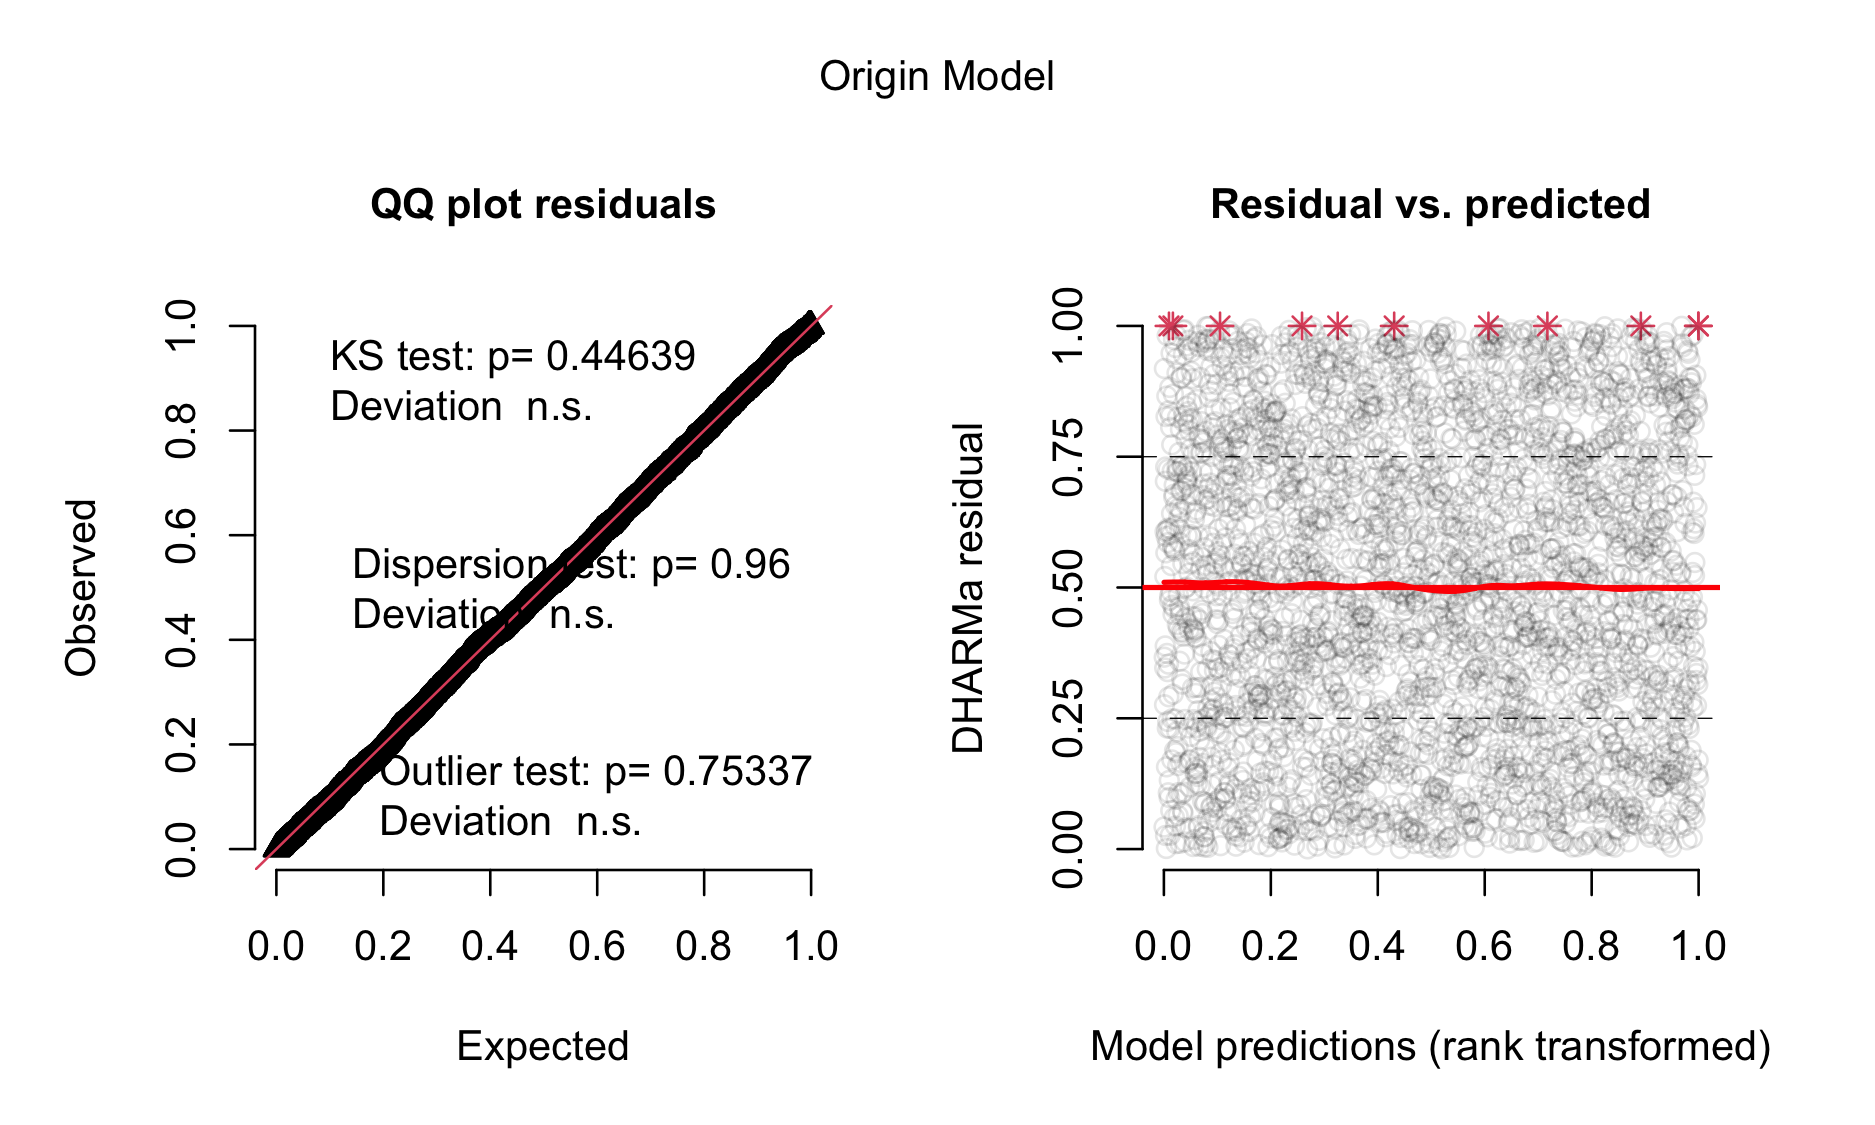 Origin Model
QQ plot residuals
KS test: p= 0.44639
Deviation n.s.
Dispersion test: p= 0.96
Deviation n.s.
Outlier test: p= 0.75337
Deviation n.s.
Observed
0.0 0.2 0.4 0.6 0.8 1.0
0.0 0.2 0.4 0.6 0.8 1.0
Expected
Residual vs. predicted
DHARMa residual
0.00 0.25 0.50 0.75 1.00
0.0 0.2 0.4 0.6 0.8 1.0
Model predictions (rank transformed)